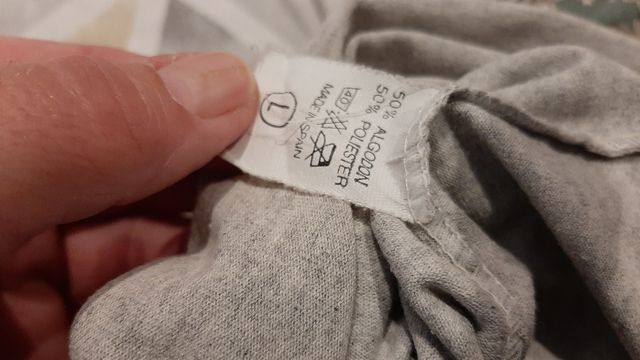 50% ALGODON
50% POLIESTER
40
MADE IN SPAIN
L